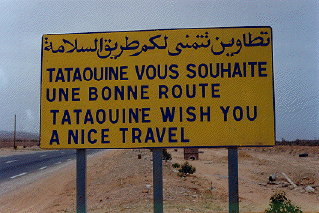 تطاوين تتمنى لكم طريق السلامة
TATAOUINE VOUS SOUHAITE
UNE BONNE ROUTE
TATAOUINE WISH YOU
A NICE TRAVEL